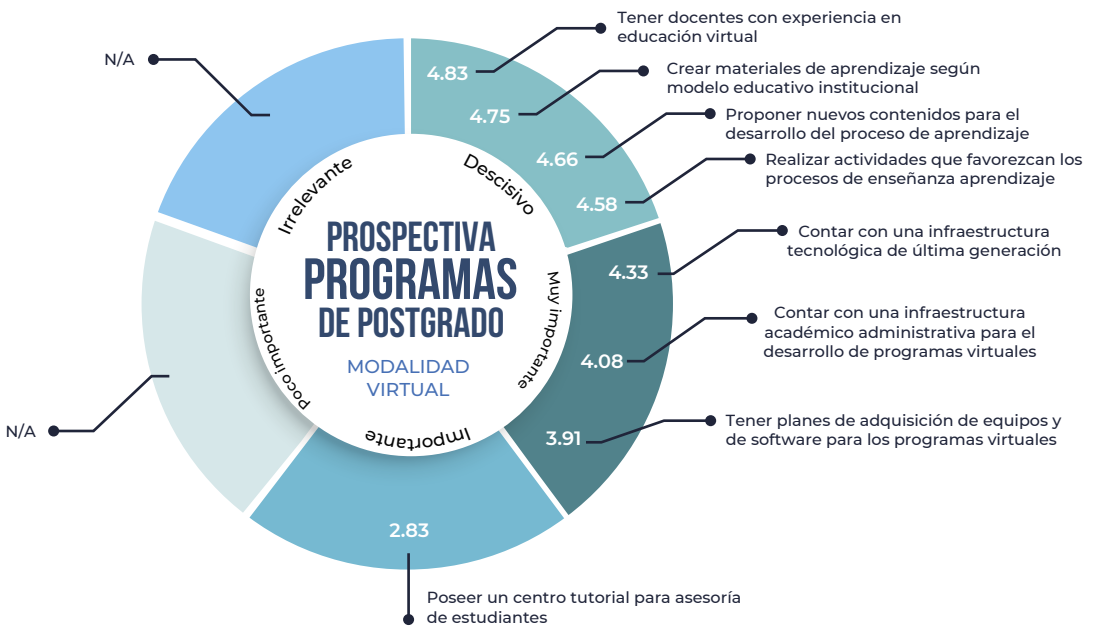 Tener docentes con experiencia en
educación virtual
4.83
Crear materiales de aprendizaje según
modelo educativo institucional
4.75
Proponer nuevos contenidos para el
desarrollo del proceso de aprendizaje
4.66
Realizar actividades que favorezcan los
procesos de enseñanza aprendizaje
4.58
Descisivo
Contar con una infraestructura
tecnológica de última generación
4.33
Contar con una infraestructura
académico administrativa para el
desarrollo de programas virtuales
4.08
Tener planes de adquisición de equipos y
de software para los programas virtuales
3.91
Muy importante
Importante
2.83
Poseer un centro tutorial para asesoría
de estudiantes
Poco importante
N/A
Irrelevante
N/A
PROSPECTIVA
PROGRAMAS
DE POSTGRADO
MODALIDAD
VIRTUAL